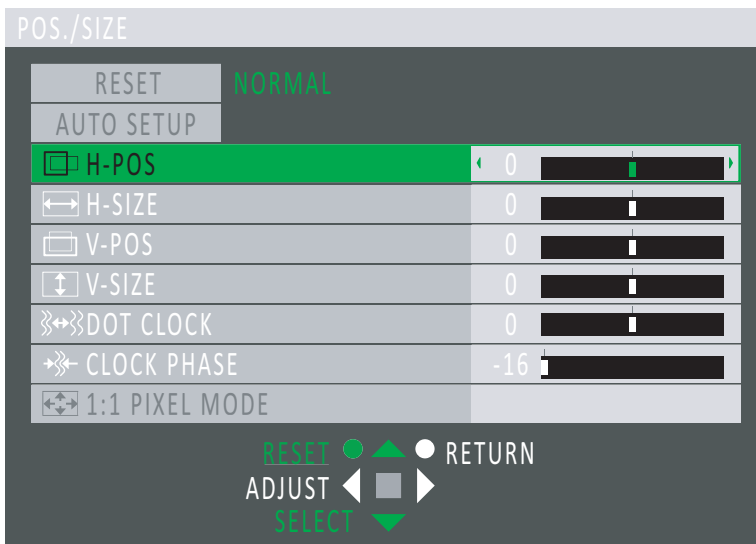 POS./SIZE
RESET NORMAL
AUTO SETUP
H-POS 0
H-SIZE 0
V-POS 0
V-SIZE 0
DOT CLOCK 0
CLOCK PHASE -16
1:1 PIXEL MODE
RESET RETURN
ADJUST
SELECT